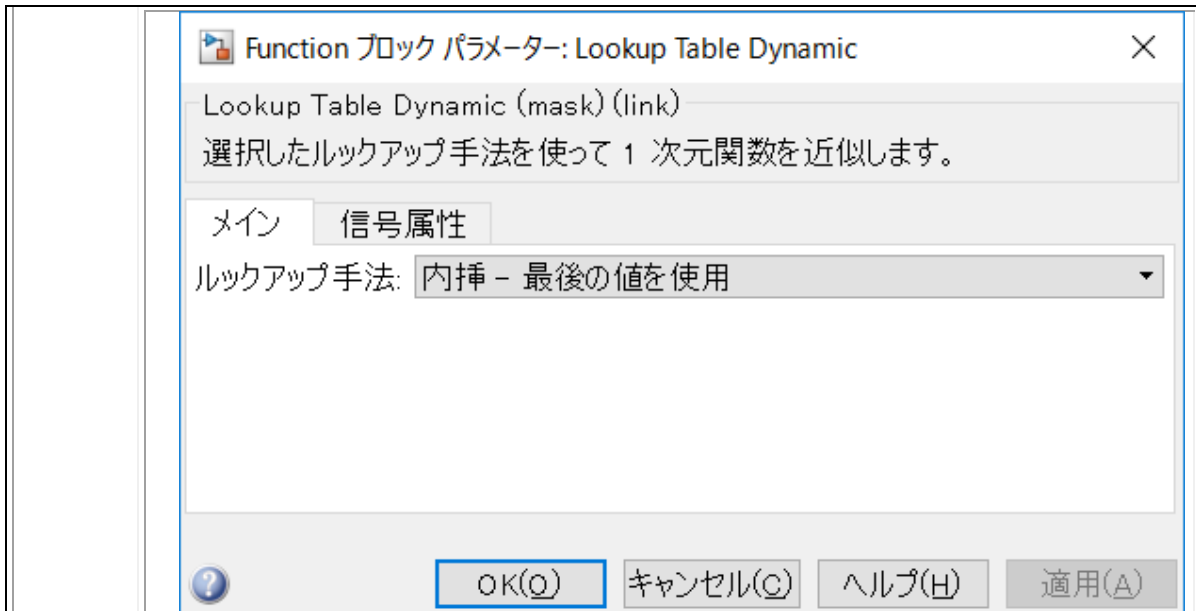 Function ブロック パラメーター: Lookup Table Dynamic
Lookup Table Dynamic (mask) (link)
選択したルックアップ手法を使って 1 次元関数を近似します。
メイン 信号属性
ルックアップ手法: 内挿 – 最後の値を使用
OK(O) キャンセル(C) ヘルプ(H) 適用(A)